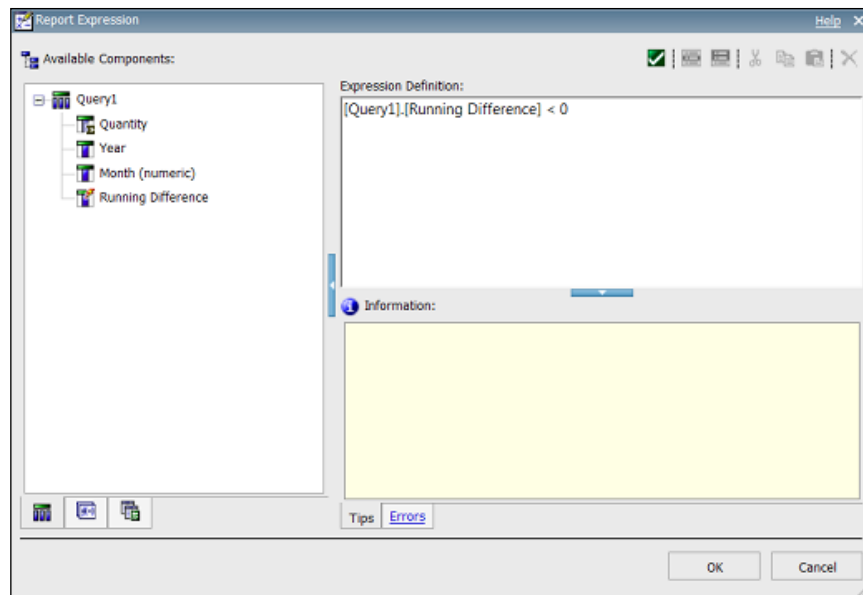 Report Expression
Help
Available Components:
Query1
Quantity
Year
Month (numeric)
Running Difference
Expression Definition:
[Query1].[Running Difference] < 0
Information:
Tips
Errors
OK
Cancel